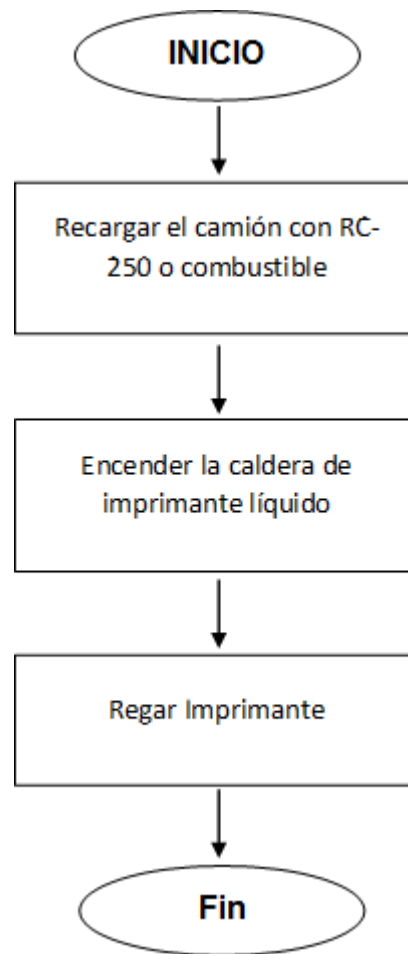 INICIO
Recargar el camión con RC-
250 o combustible
Encender la caldera de
imprimante líquido
Regar Imprimante
Fin